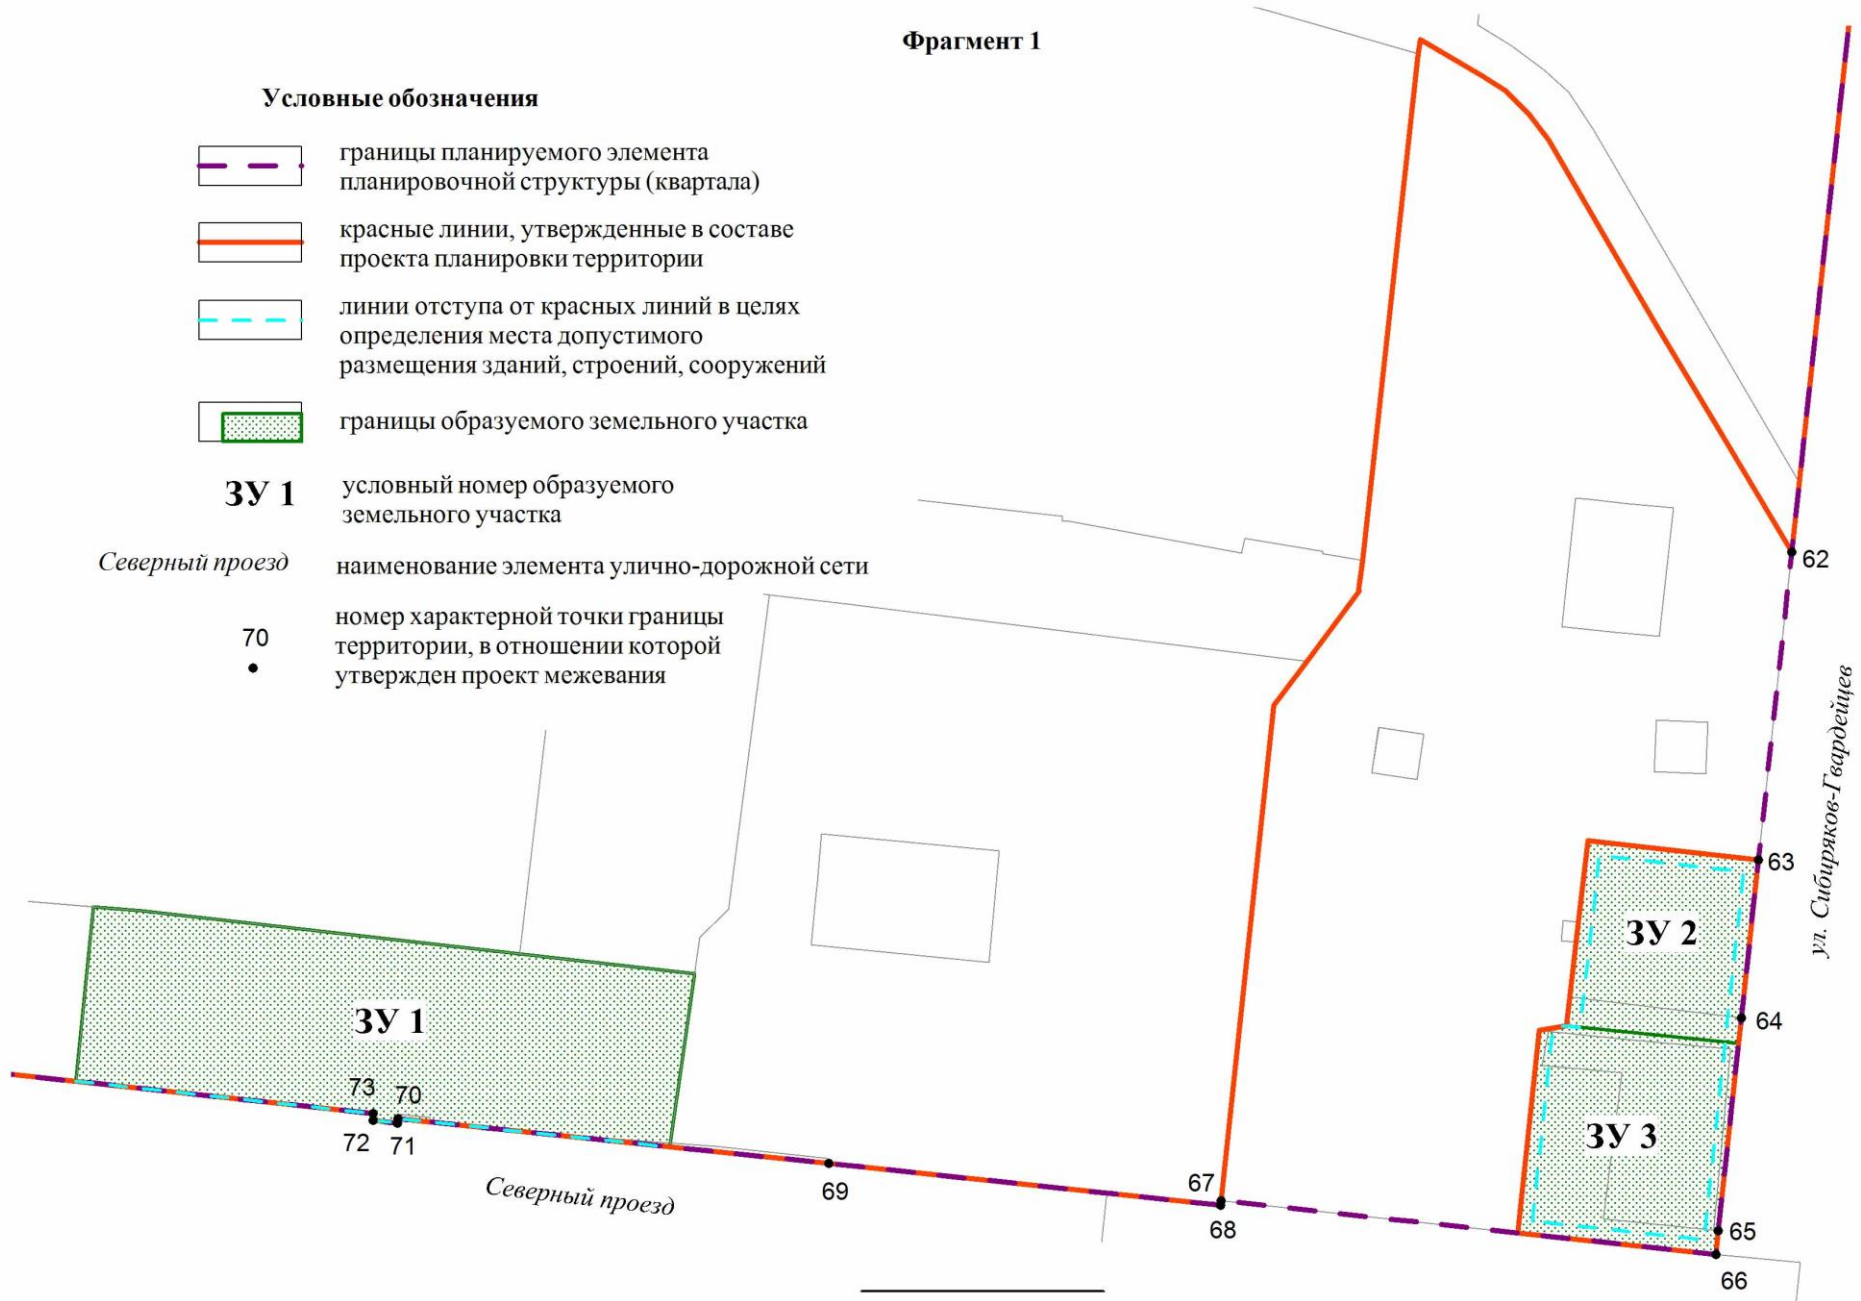 Фрагмент 1
Условные обозначения
границы планируемого элемента
планировочной структуры (квартала)
красные линии, утвержденные в составе
проекта планировки территории
линии отступа от красных линий в целях
определения места допустимого
размещения зданий, строений, сооружений
границы образуемого земельного участка
ЗУ 1
условный номер образуемого
земельного участка
Северный проезд
наименование элемента улично-дорожной сети
70
номер характерной точки границы
территории, в отношении которой
утвержден проект межевания
62
ул. Сибиряков-Гвардейцев
63
ЗУ 2
64
ЗУ 1
73
70
72
71
ЗУ 3
Северный проезд
69
67
68
65
66